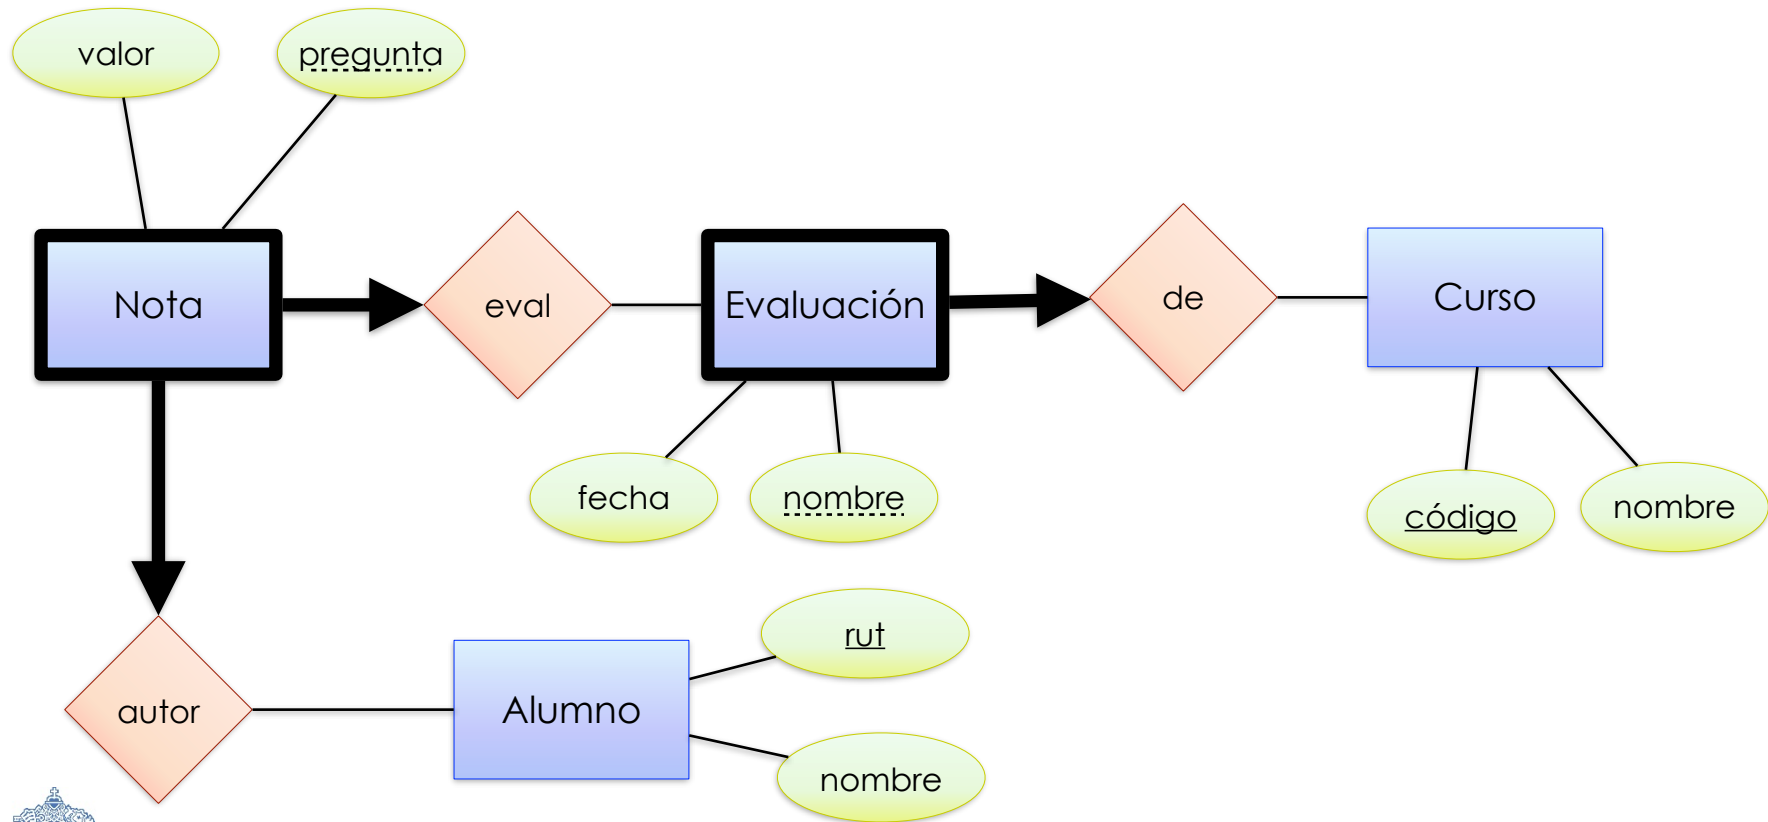 valor
pregunta
Nota
eval
Evaluación
de
Curso
fecha
nombre
código
nombre
rut
autor
Alumno
nombre